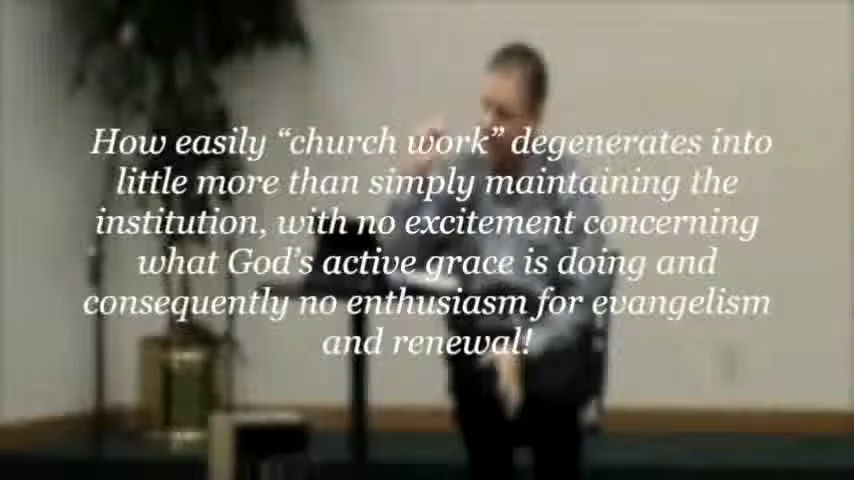 How easily “church work” degenerates into
little more than simply maintaining the
institution, with no excitement concerning
what God’s active grace is doing and
consequently no enthusiasm for evangelism
and renewal!